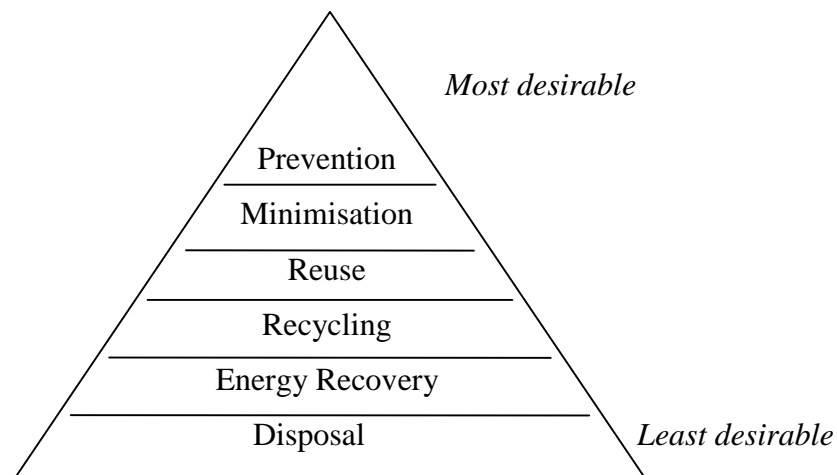 Most desirable
Prevention
Minimisation
Reuse
Recycling
Energy Recovery
Disposal
Least desirable